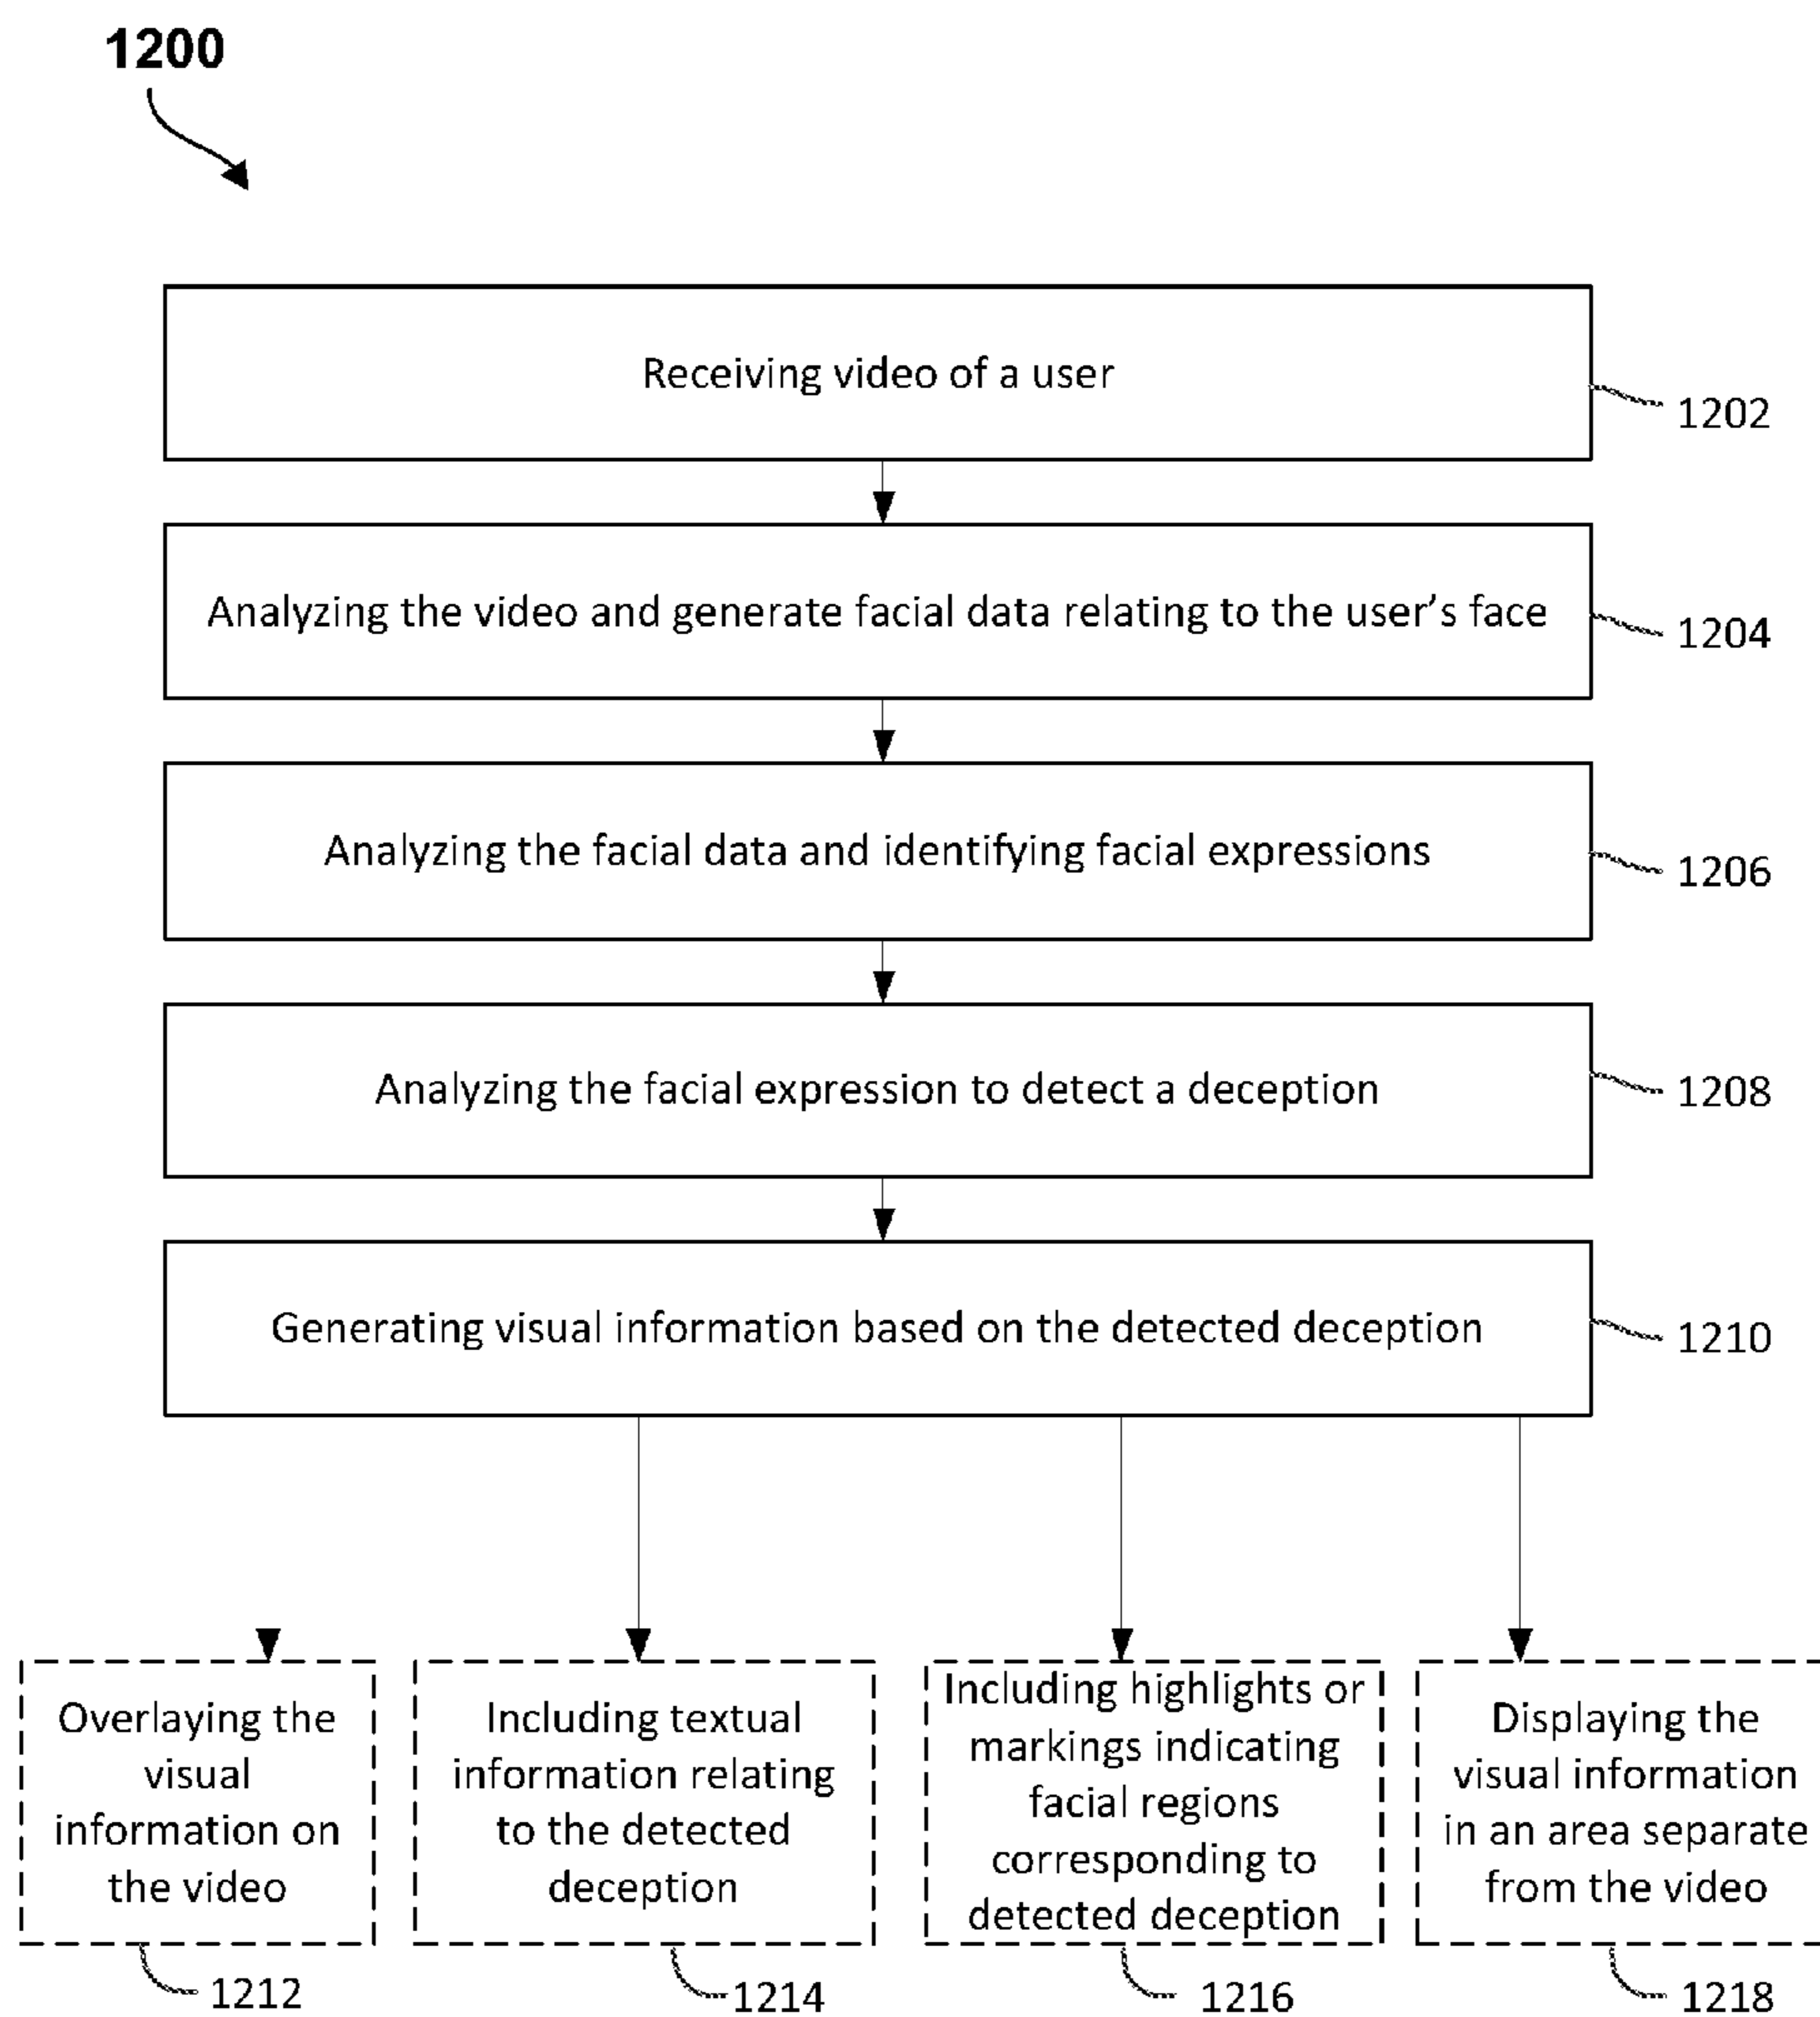 1200
Receiving video of a user
1202
Analyzing the video and generate facial data relating to the user's face
1204
Analyzing the facial data and identifying facial expressions
1206
Analyzing the facial expression to detect a deception
1208
Generating visual information based on the detected deception
1210
Overlaying the
visual
information on
the video
1212
Including textual
information relating
to the detected
deception
1214
Including highlights or
markings indicating
facial regions
corresponding to
detected deception
1216
Displaying the
visual information
in an area separate
from the video
1218